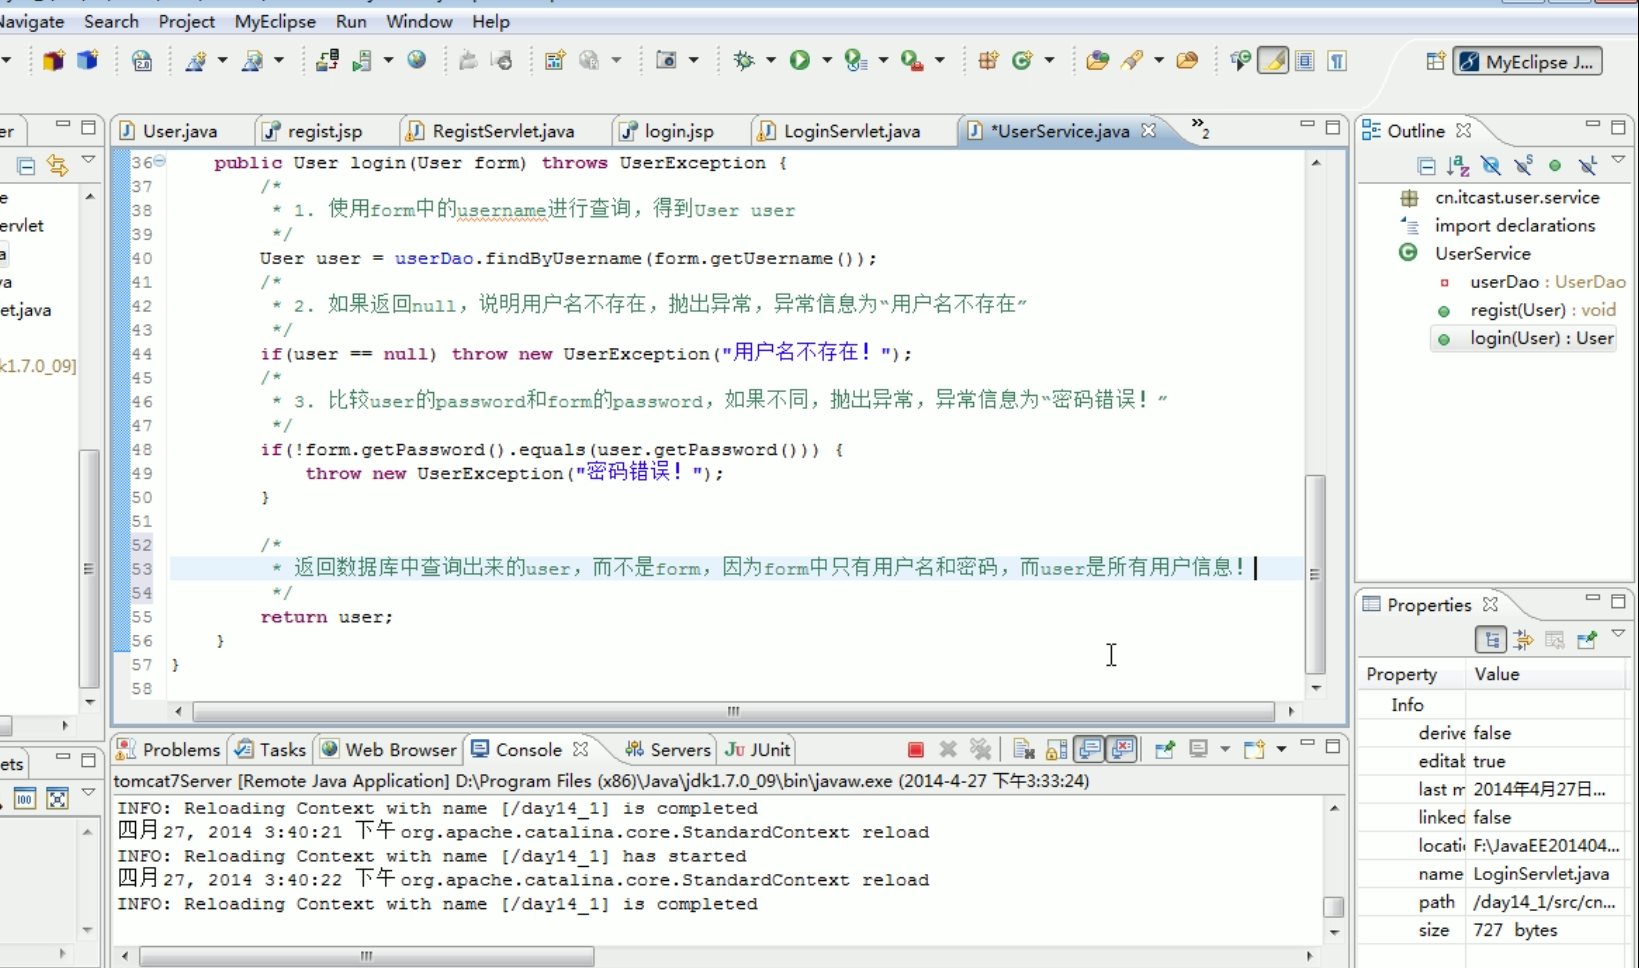 Navigate Search Project MyEclipse Run Window Help
MyEclipse J...
er
User.java regist.jsp RegistServlet.java login.jsp LoginServlet.java *UserService.java »2
Outline
e
ervlet
a
va
et.java
k1.7.0_09]
36 public User login(User form) throws UserException {
37 /*
38 * 1. 使用form中的username进行查询，得到User user
39 */
40 User user = userDao.findByUsername(form.getUsername());
41 /*
42 * 2. 如果返回null，说明用户名不存在，抛出异常，异常信息为“用户名不存在”
43 */
44 if(user == null) throw new UserException("用户名不存在！");
45 /*
46 * 3. 比较user的password和form的password，如果不同，抛出异常，异常信息为“密码错误！”
47 */
48 if(!form.getPassword().equals(user.getPassword())) {
49 throw new UserException("密码错误！");
50 }
51
52 /*
53 * 返回数据库中查询出来的user，而不是form，因为form中只有用户名和密码，而user是所有用户信息！
54 */
55 return user;
56 }
57 }
58
cn.itcast.user.service
import declarations
UserService
userDao : UserDao
regist(User) : void
login(User) : User
Properties
Property Value
Info
derive false
editab true
last m 2014年4月27日...
linked false
locati F:\JavaEE201404...
name LoginServlet.java
path /day14_1/src/cn...
size 727 bytes
ets
Problems Tasks Web Browser Console Servers JUnit
tomcat7Server [Remote Java Application] D:\Program Files (x86)\Java\jdk1.7.0_09\bin\javaw.exe (2014-4-27 下午3:33:24)
INFO: Reloading Context with name [/day14_1] is completed
四月 27, 2014 3:40:21 下午 org.apache.catalina.core.StandardContext reload
INFO: Reloading Context with name [/day14_1] has started
四月 27, 2014 3:40:22 下午 org.apache.catalina.core.StandardContext reload
INFO: Reloading Context with name [/day14_1] is completed